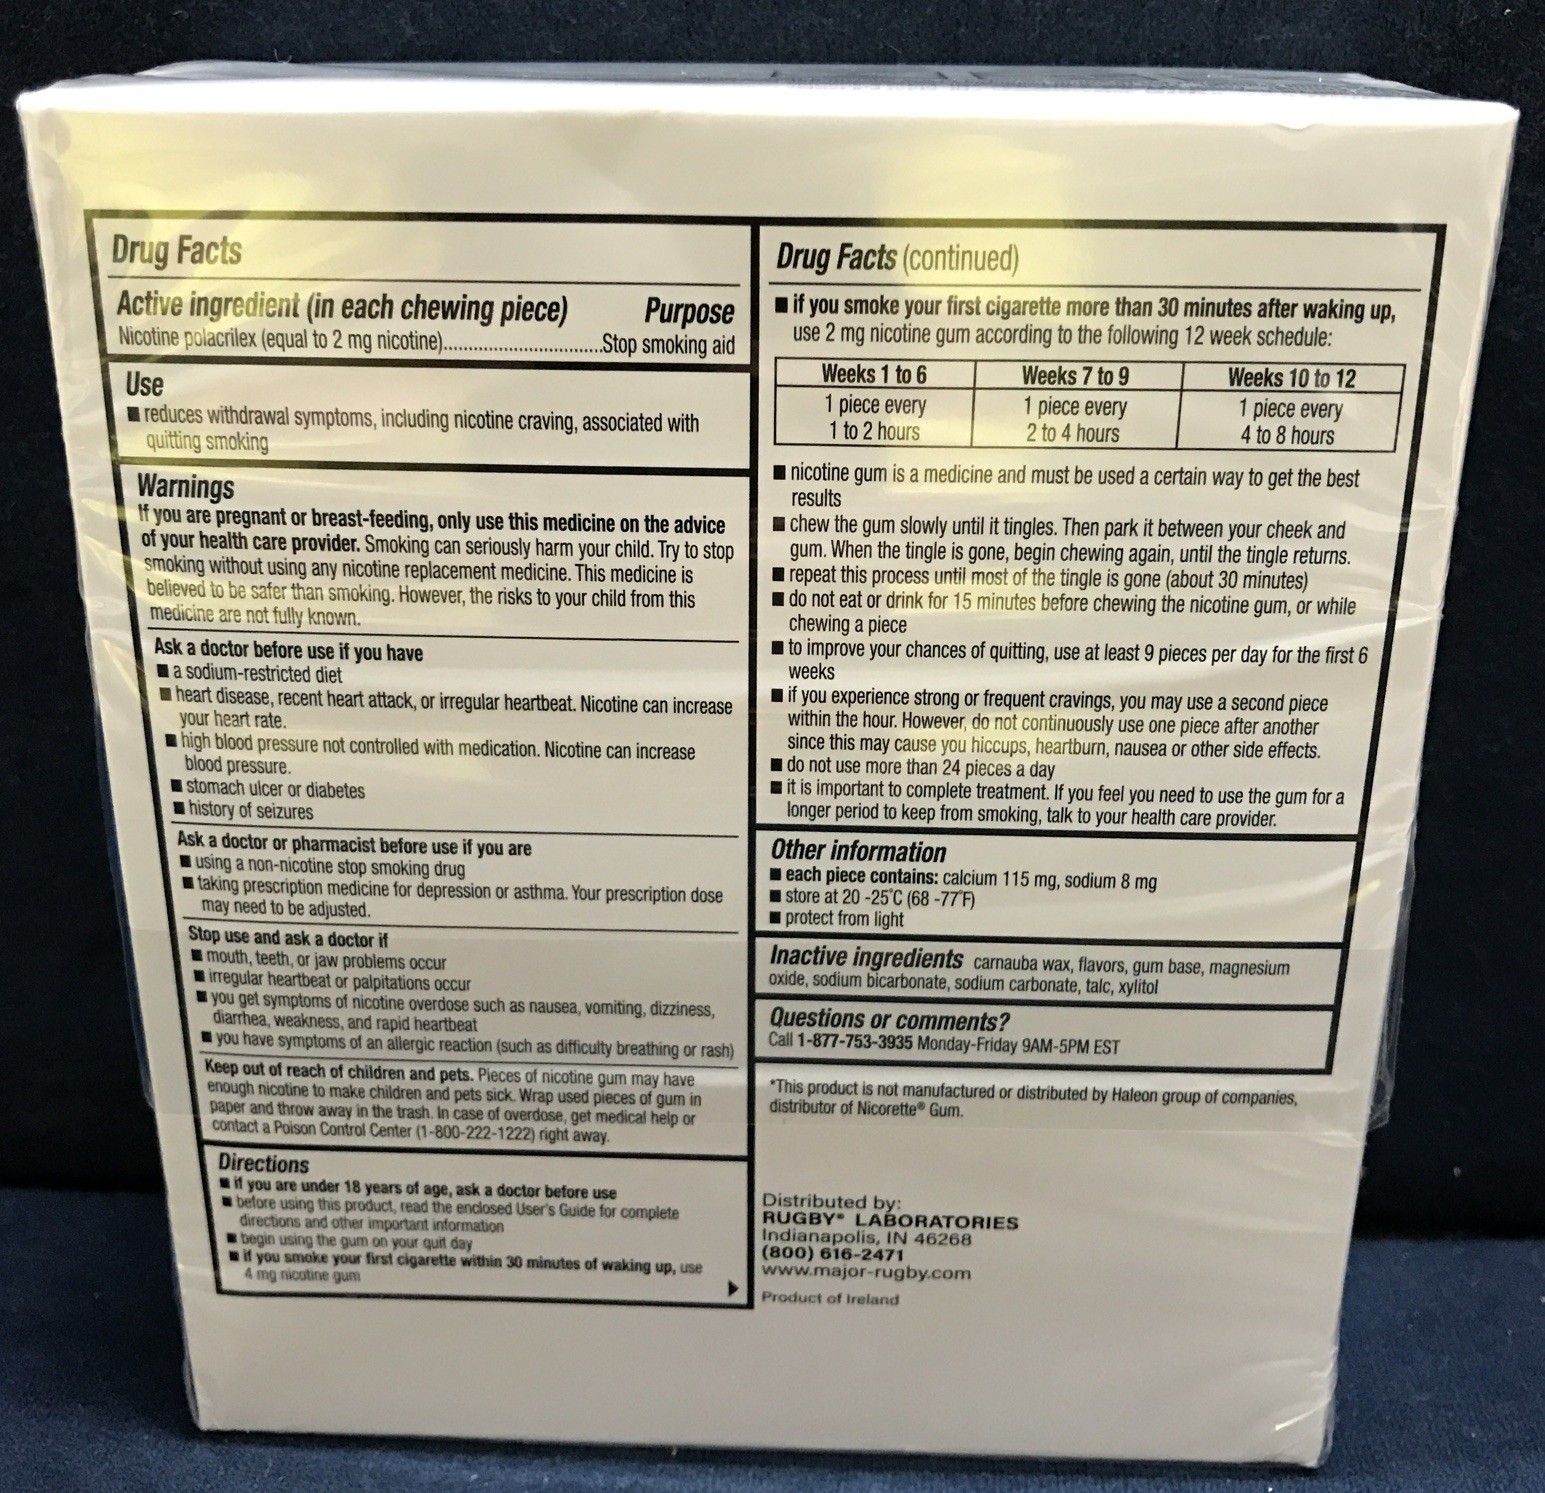 Drug Facts
Active ingredient (in each chewing piece) Purpose
Nicotine polacrilex (equal to 2 mg nicotine)................................Stop smoking aid
Use
■ reduces withdrawal symptoms, including nicotine craving, associated with
quitting smoking
Warnings
If you are pregnant or breast-feeding, only use this medicine on the advice
of your health care provider. Smoking can seriously harm your child. Try to stop
smoking without using any nicotine replacement medicine. This medicine is
believed to be safer than smoking. However, the risks to your child from this
medicine are not fully known.
Ask a doctor before use if you have
■ a sodium-restricted diet
■ heart disease, recent heart attack, or irregular heartbeat. Nicotine can increase
your heart rate.
■ high blood pressure not controlled with medication. Nicotine can increase
blood pressure.
■ stomach ulcer or diabetes
■ history of seizures
Ask a doctor or pharmacist before use if you are
■ using a non-nicotine stop smoking drug
■ taking prescription medicine for depression or asthma. Your prescription dose
may need to be adjusted.
Stop use and ask a doctor if
■ mouth, teeth, or jaw problems occur
■ irregular heartbeat or palpitations occur
■ you get symptoms of nicotine overdose such as nausea, vomiting, dizziness,
diarrhea, weakness, and rapid heartbeat
■ you have symptoms of an allergic reaction (such as difficulty breathing or rash)
Keep out of reach of children and pets. Pieces of nicotine gum may have
enough nicotine to make children and pets sick. Wrap used pieces of gum in
paper and throw away in the trash. In case of overdose, get medical help or
contact a Poison Control Center (1-800-222-1222) right away.
Directions
■ if you are under 18 years of age, ask a doctor before use
■ before using this product, read the enclosed User's Guide for complete
directions and other important information
■ begin using the gum on your quit day
■ if you smoke your first cigarette within 30 minutes of waking up, use
4 mg nicotine gum
Drug Facts (continued)
■ if you smoke your first cigarette more than 30 minutes after waking up,
use 2 mg nicotine gum according to the following 12 week schedule:
Weeks 1 to 6 Weeks 7 to 9 Weeks 10 to 12
1 piece every 1 piece every 1 piece every
1 to 2 hours 2 to 4 hours 4 to 8 hours
■ nicotine gum is a medicine and must be used a certain way to get the best
results
■ chew the gum slowly until it tingles. Then park it between your cheek and
gum. When the tingle is gone, begin chewing again, until the tingle returns.
■ repeat this process until most of the tingle is gone (about 30 minutes)
■ do not eat or drink for 15 minutes before chewing the nicotine gum, or while
chewing a piece
■ to improve your chances of quitting, use at least 9 pieces per day for the first 6
weeks
■ if you experience strong or frequent cravings, you may use a second piece
within the hour. However, do not continuously use one piece after another
since this may cause you hiccups, heartburn, nausea or other side effects.
■ do not use more than 24 pieces a day
■ it is important to complete treatment. If you feel you need to use the gum for a
longer period to keep from smoking, talk to your health care provider.
Other information
■ each piece contains: calcium 115 mg, sodium 8 mg
■ store at 20 -25°C (68 -77°F)
■ protect from light
Inactive ingredients carnauba wax, flavors, gum base, magnesium
oxide, sodium bicarbonate, sodium carbonate, talc, xylitol
Questions or comments?
Call 1-877-753-3935 Monday-Friday 9AM-5PM EST
*This product is not manufactured or distributed by Haleon group of companies,
distributor of Nicorette® Gum.
Distributed by:
RUGBY® LABORATORIES
Indianapolis, IN 46268
(800) 616-2471
www.major-rugby.com
Product of Ireland